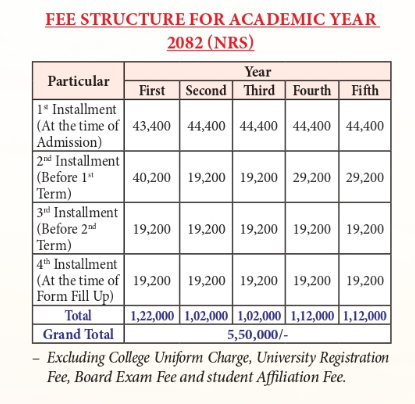 FEE STRUCTURE FOR ACADEMIC YEAR
2082 (NRS)
Particular
Year
First Second Third Fourth Fifth
1st Installment
(At the time of
Admission)
43,400 44,400 44,400 44,400 44,400
2nd Installment
(Before 1st
Term)
40,200 19,200 19,200 29,200 29,200
3rd Installment
(Before 2nd
Term)
19,200 19,200 19,200 19,200 19,200
4th Installment
(At the time of
Form Fill Up)
19,200 19,200 19,200 19,200 19,200
Total 1,22,000 1,02,000 1,02,000 1,12,000 1,12,000
Grand Total 5,50,000/-
– Excluding College Uniform Charge, University Registration
Fee, Board Exam Fee and student Affiliation Fee.